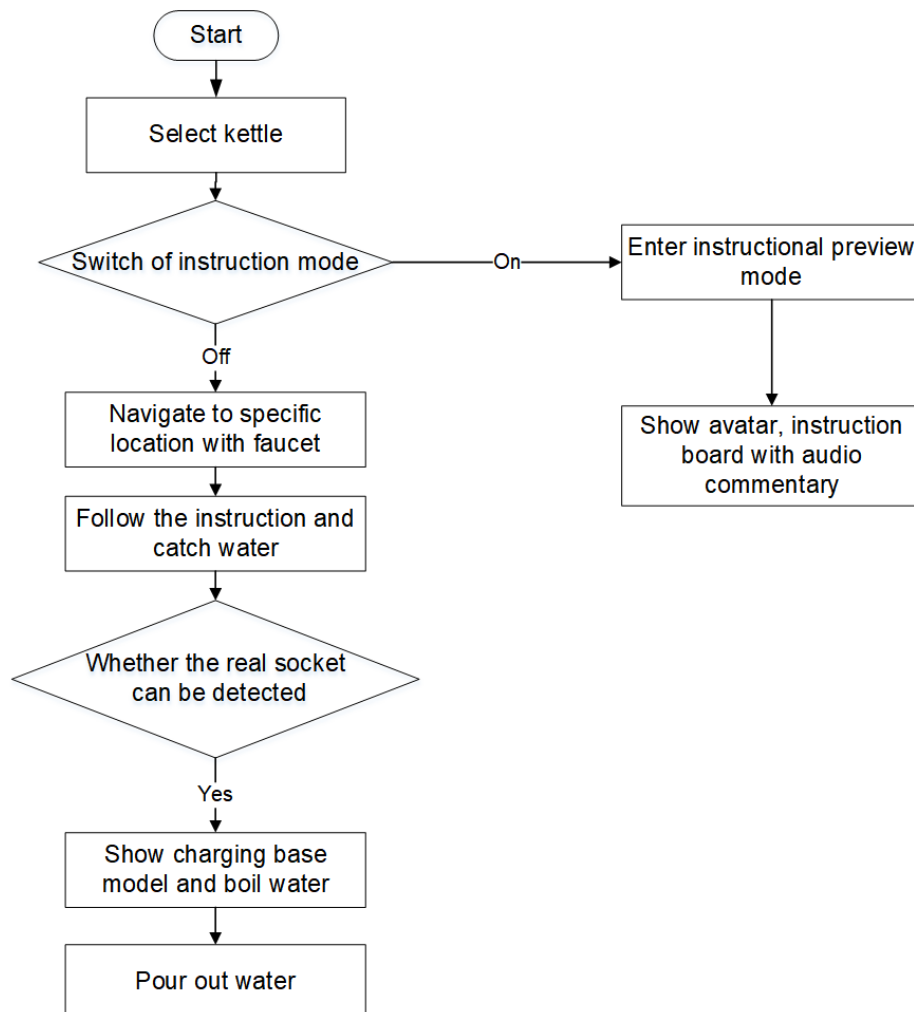 Start
Select kettle
Switch of instruction mode
On
Enter instructional preview
mode
Off
Navigate to specific
location with faucet
Show avatar, instruction
board with audio
commentary
Follow the instruction and
catch water
Whether the real socket
can be detected
Yes
Show charging base
model and boil water
Pour out water